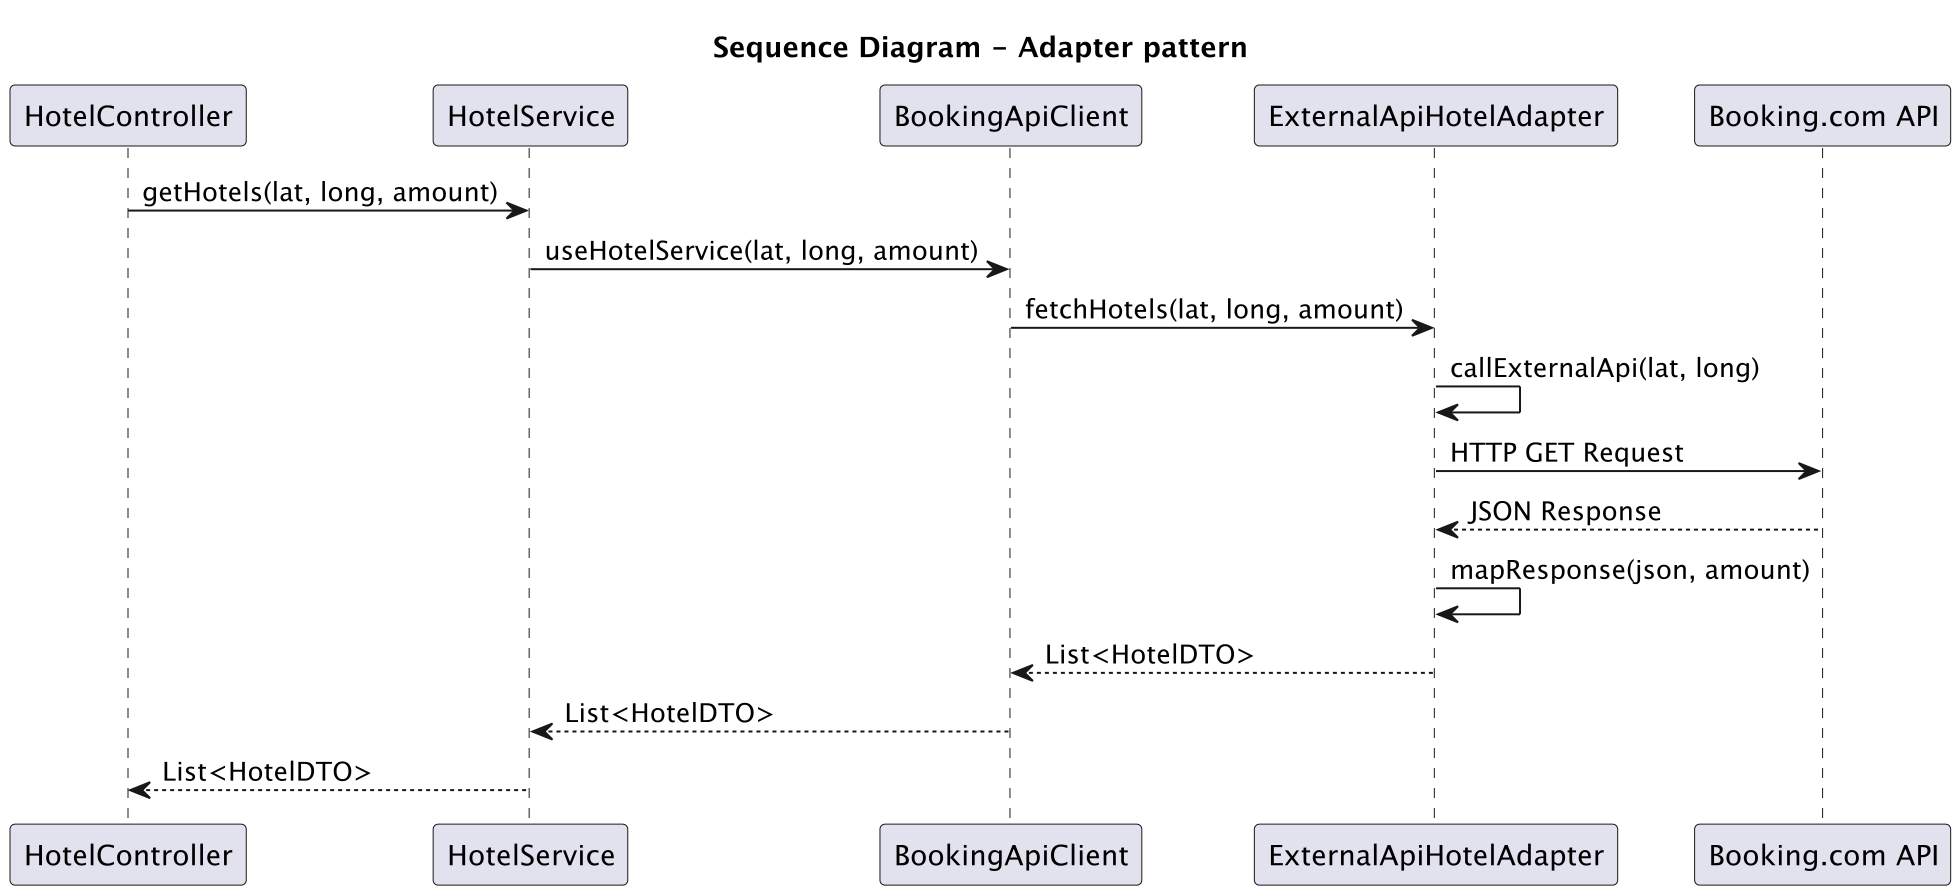 Sequence Diagram - Adapter pattern
HotelController HotelService BookingApiClient ExternalApiHotelAdapter Booking.com API
getHotels(lat, long, amount)
useHotelService(lat, long, amount)
fetchHotels(lat, long, amount)
callExternalApi(lat, long)
HTTP GET Request
JSON Response
mapResponse(json, amount)
List<HotelDTO>
List<HotelDTO>
List<HotelDTO>
HotelController HotelService BookingApiClient ExternalApiHotelAdapter Booking.com API